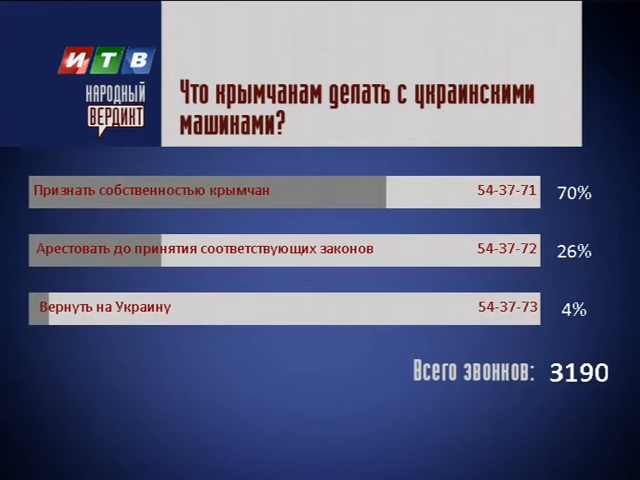 ИТВ
НАРОДНЫЙ
ВЕРДИКТ
Что крымчанам делать с украинскими
машинами?
Признать собственностью крымчан 54-37-71 70%
Арестовать до принятия соответствующих законов 54-37-72 26%
Вернуть на Украину 54-37-73 4%
Всего звонков: 3190